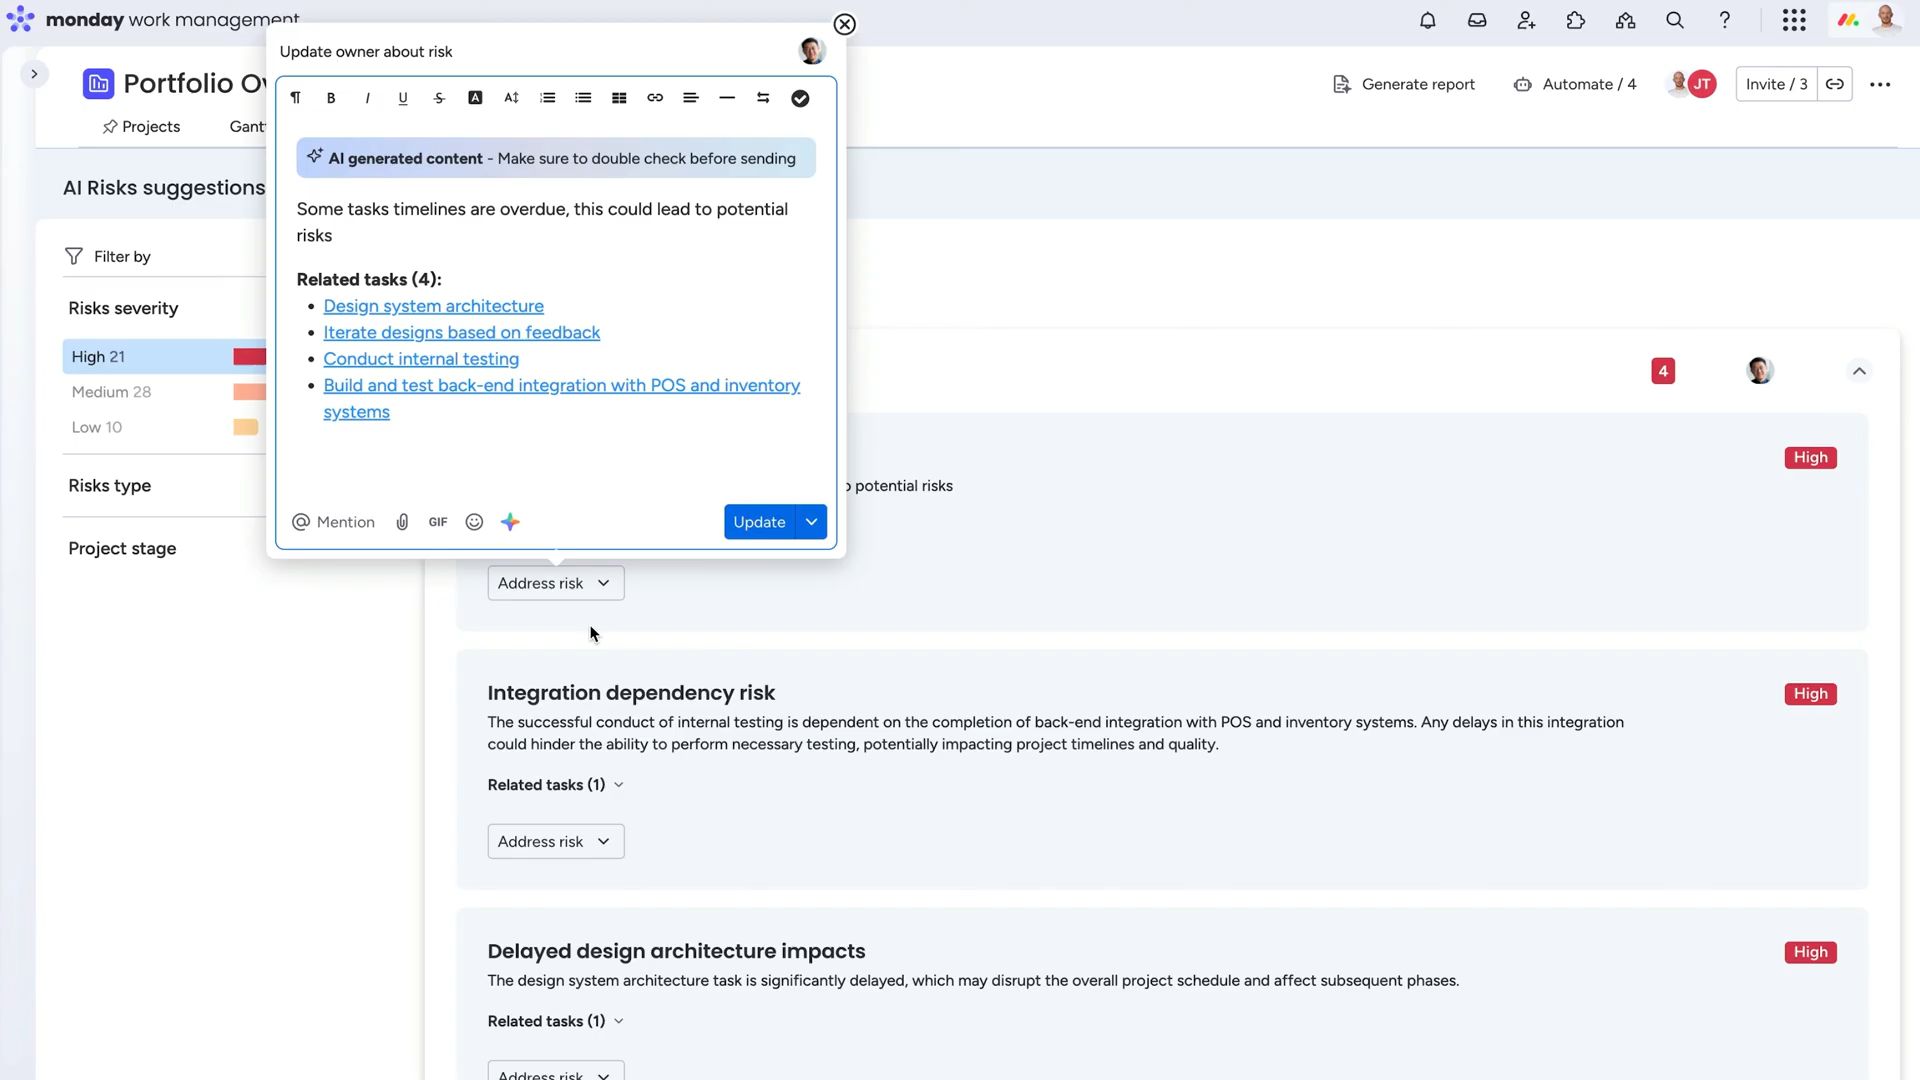 monday work management
Update owner about risk
Portfolio Ov
Generate report
Automate / 4
JT
Invite / 3
Projects
Gant
AI generated content - Make sure to double check before sending
AI Risks suggestions
Some tasks timelines are overdue, this could lead to potential
risks
Filter by
Related tasks (4):
Risks severity
Design system architecture
Iterate designs based on feedback
High 21
Conduct internal testing
4
Medium 28
Build and test back-end integration with POS and inventory
systems
Low 10
High
Risks type
potential risks
@ Mention
GIF
Update
Project stage
Address risk
Integration dependency risk
High
The successful conduct of internal testing is dependent on the completion of back-end integration with POS and inventory systems. Any delays in this integration
could hinder the ability to perform necessary testing, potentially impacting project timelines and quality.
Related tasks (1)
Address risk
Delayed design architecture impacts
High
The design system architecture task is significantly delayed, which may disrupt the overall project schedule and affect subsequent phases.
Related tasks (1)
Address risk